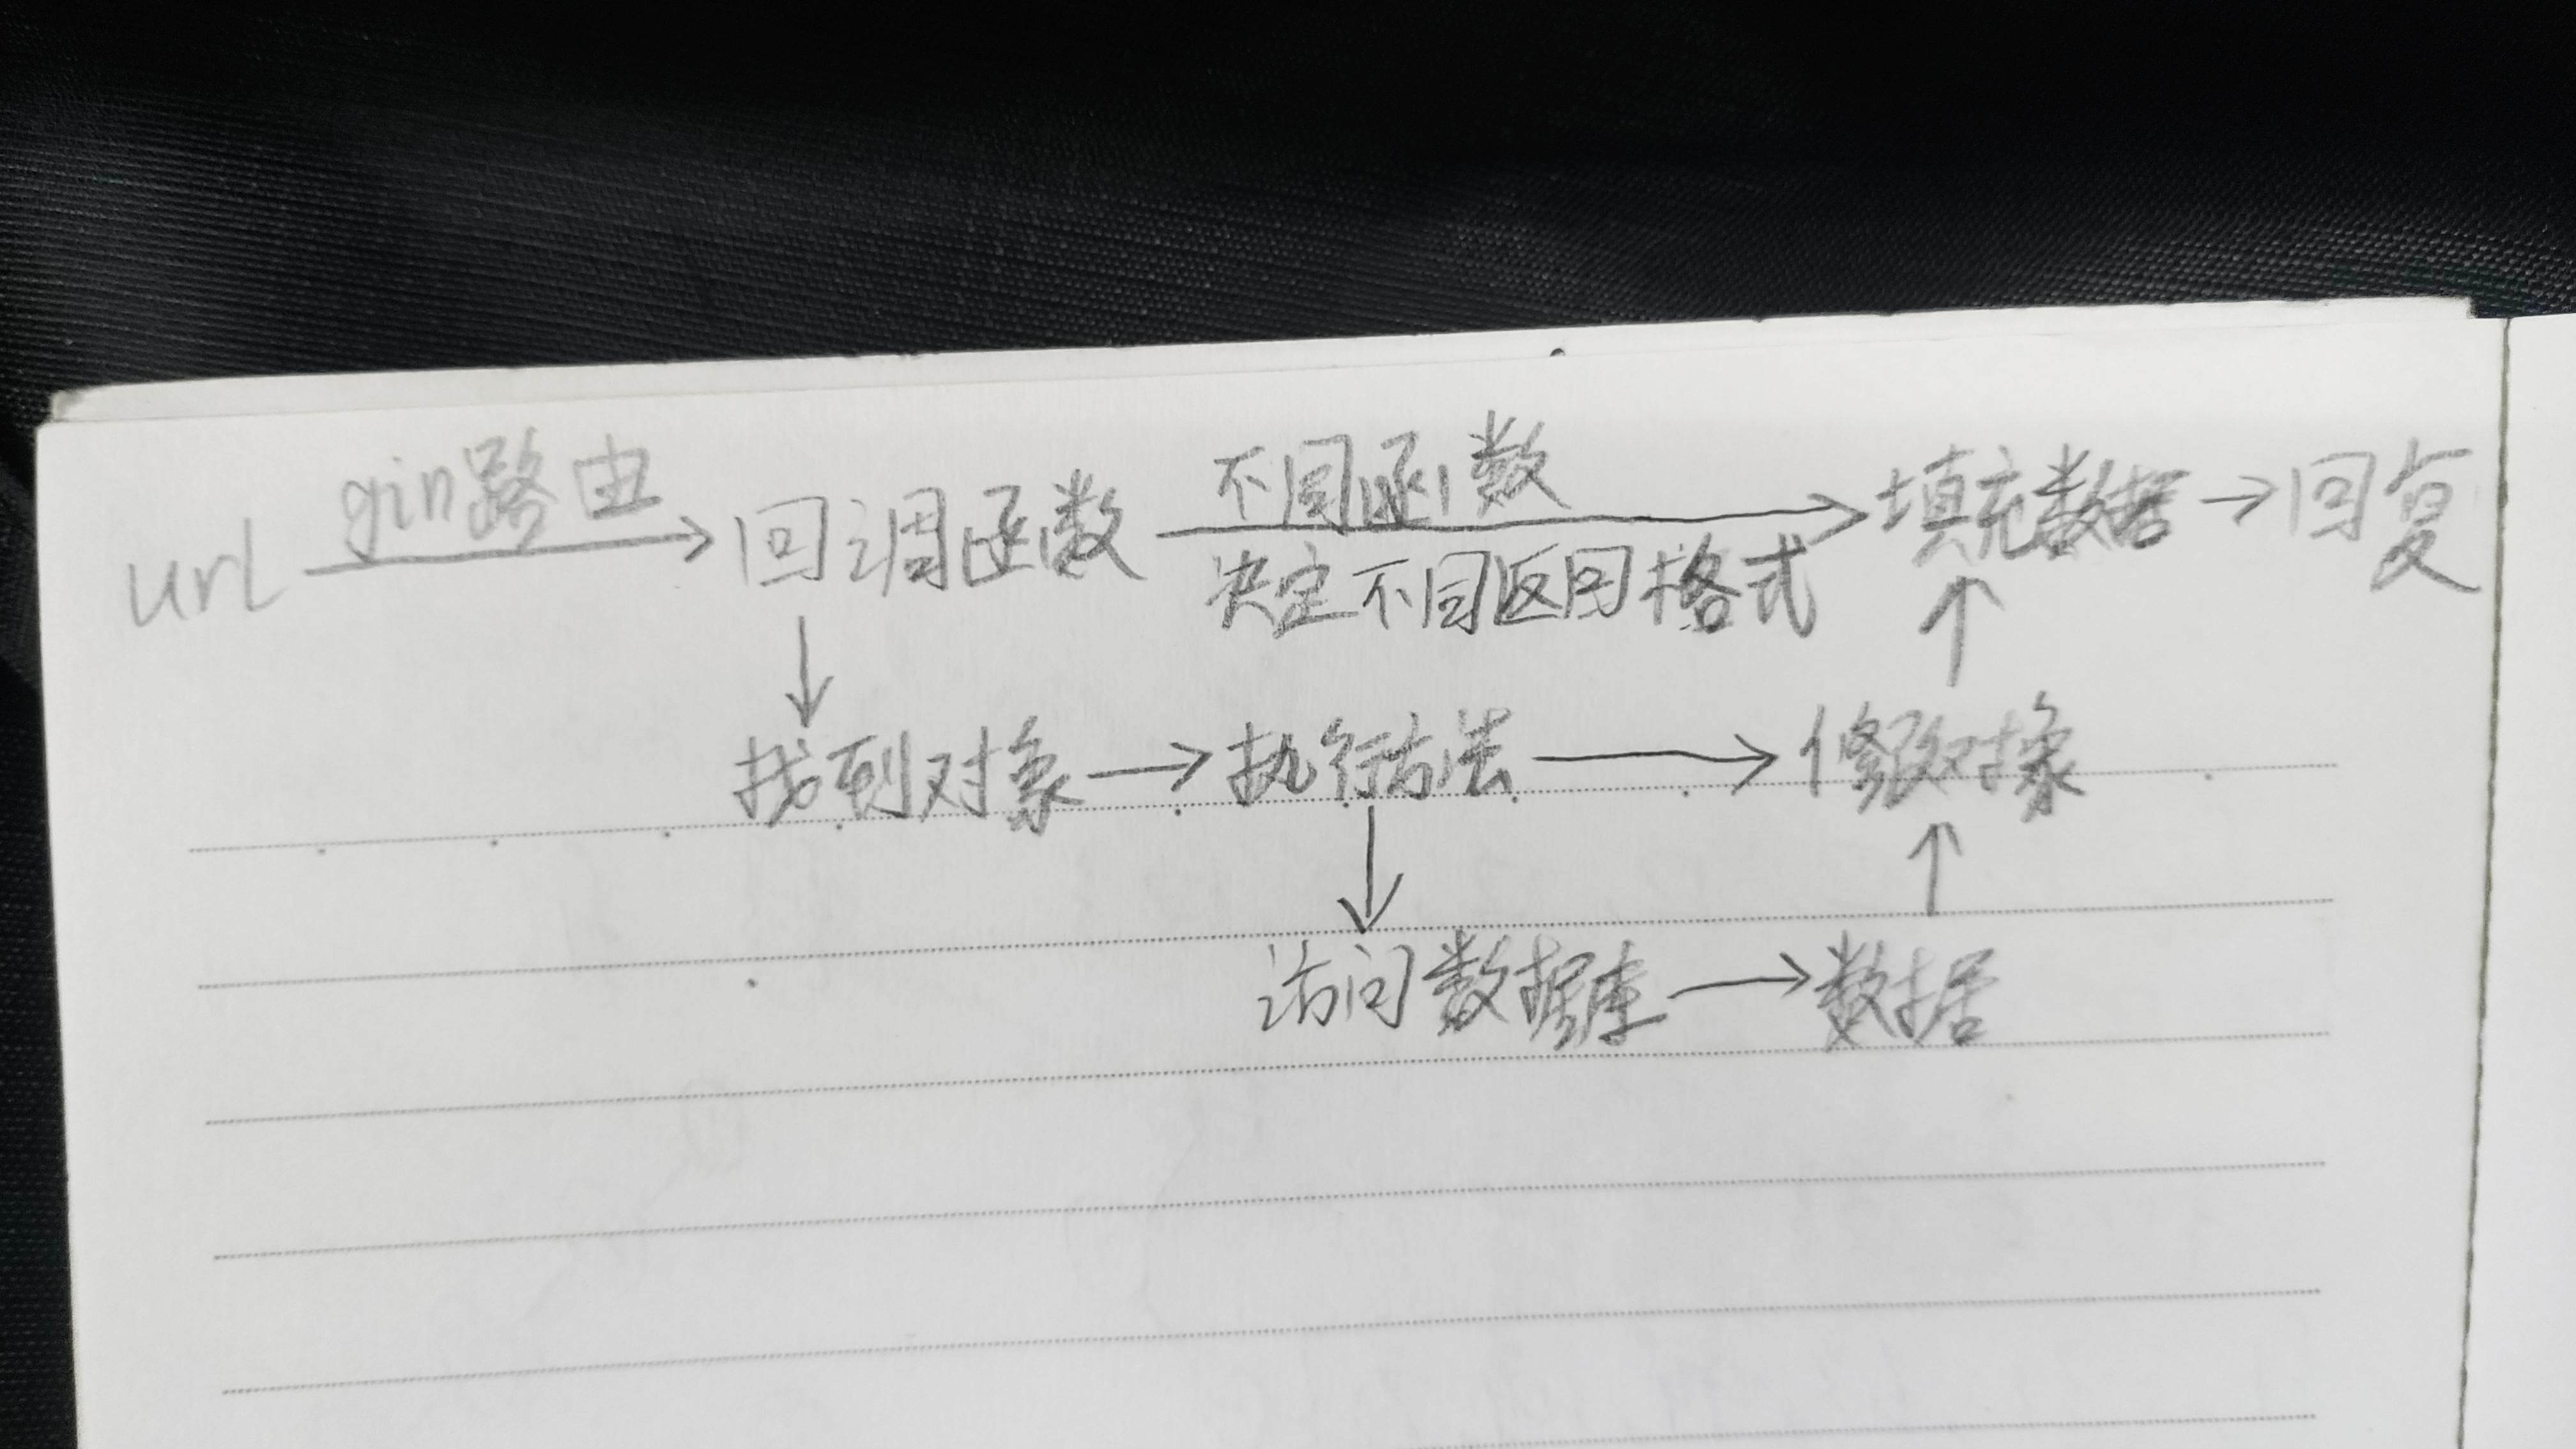 url gin路由 → 回调函数 不同函数 → 填充数据 → 回复
决定不同返回格式
找到对象 → 执行方法 → 修改对象
访问数据库 → 数据